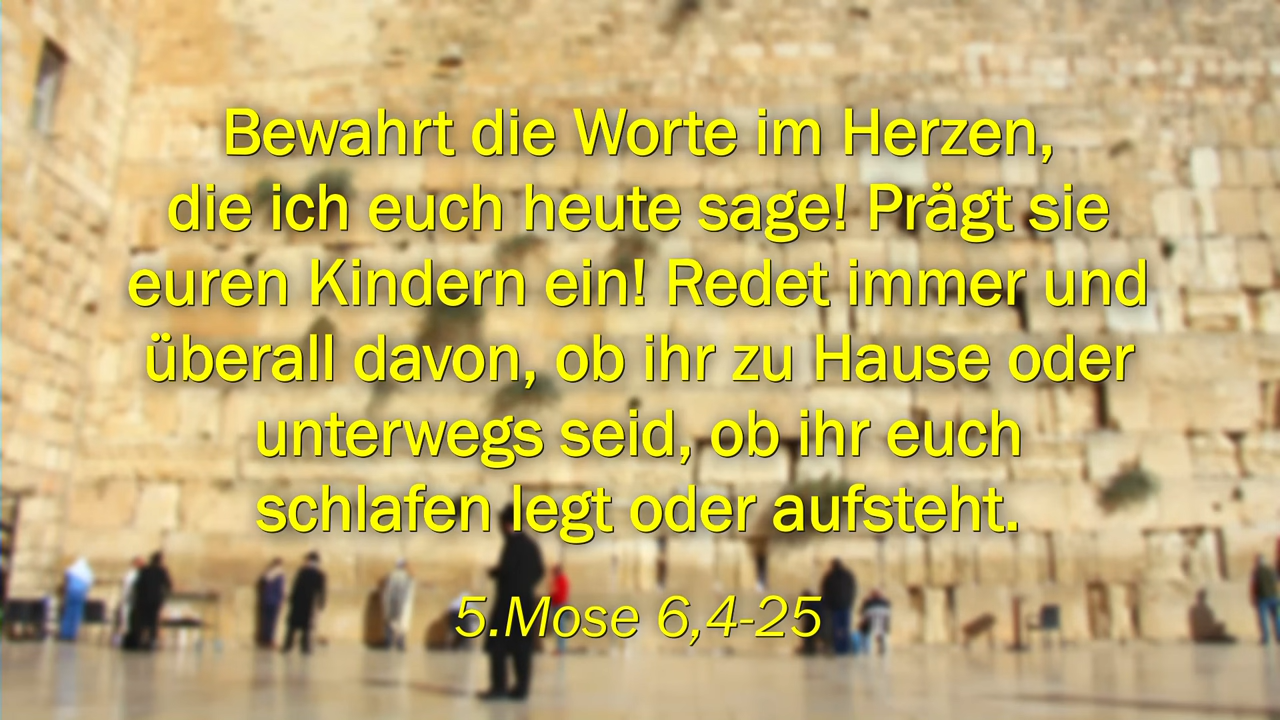 Bewahrt die Worte im Herzen,
die ich euch heute sage! Prägt sie
euren Kindern ein! Redet immer und
überall davon, ob ihr zu Hause oder
unterwegs seid, ob ihr euch
schlafen legt oder aufsteht.
5.Mose 6,4-25